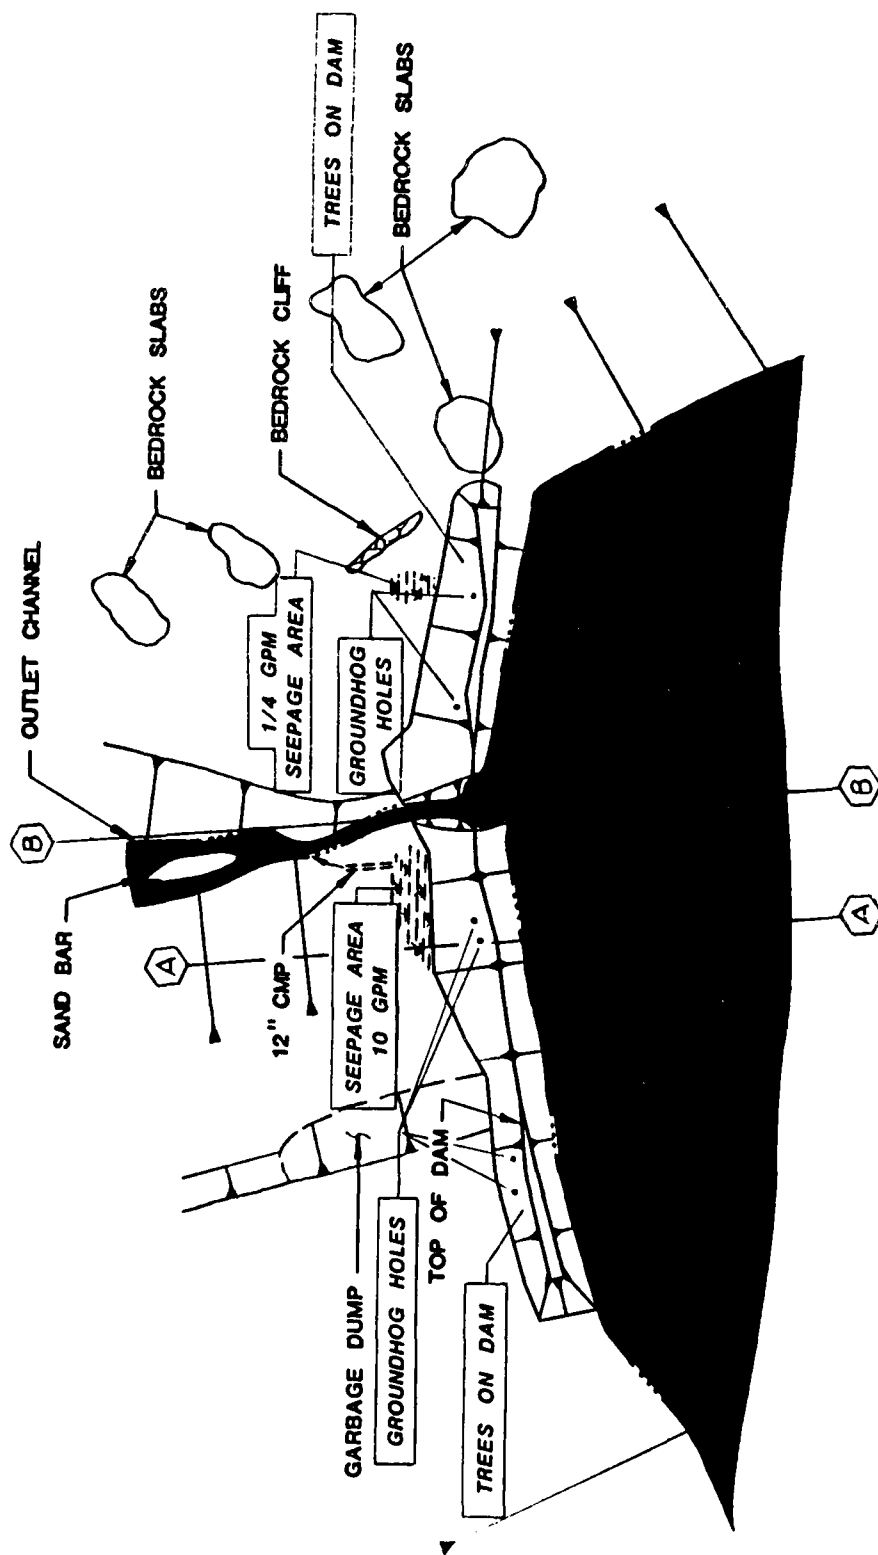 OUTLET CHANNEL
BEDROCK SLABS
B
SAND BAR
A
1/4 GPM
SEEPAGE AREA
BEDROCK CLIFF
TREES ON DAM
12" CMP
SEEPAGE AREA
10 GPM
GROUNDHOG
HOLES
BEDROCK SLABS
GARBAGE DUMP
GROUNDHOG HOLES
TOP OF DAM
TREES ON DAM
A
B